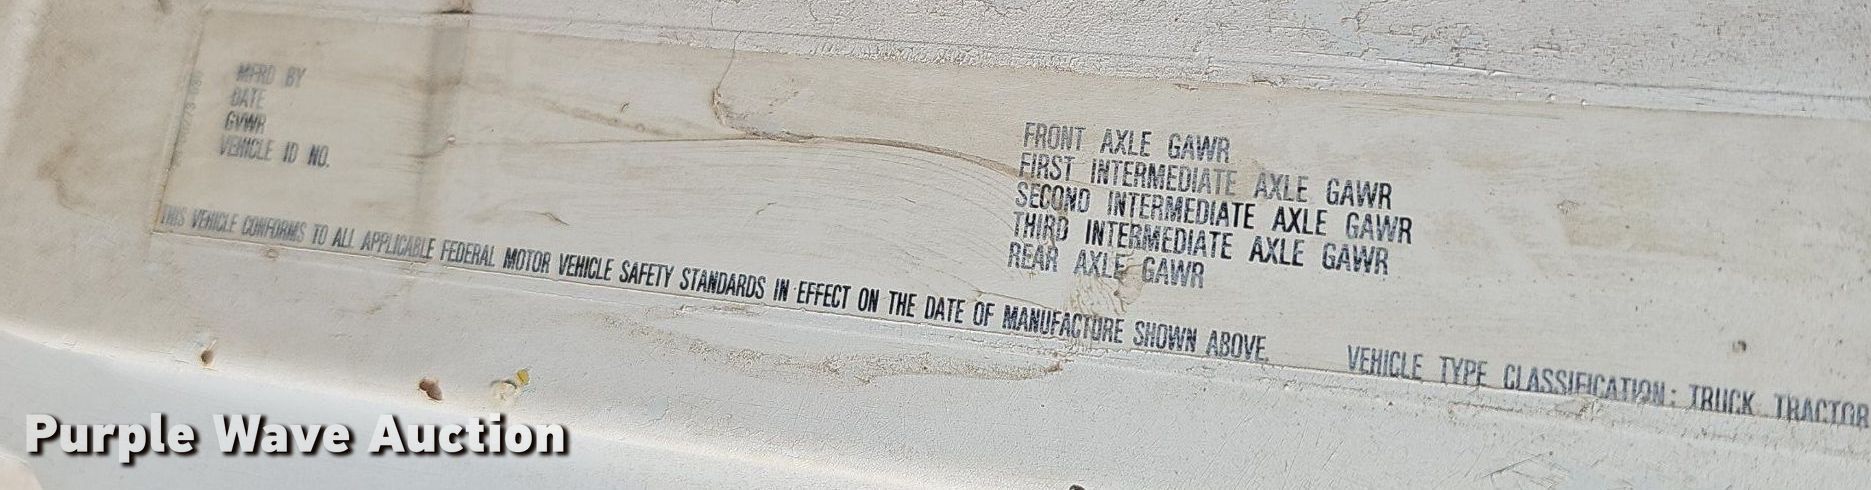 MFRD BY
DATE
GVWR
VEHICLE ID NO.
FRONT AXLE GAWR
FIRST INTERMEDIATE AXLE GAWR
SECOND INTERMEDIATE AXLE GAWR
THIRD INTERMEDIATE AXLE GAWR
REAR AXLE GAWR
THIS VEHICLE CONFORMS TO ALL APPLICABLE FEDERAL MOTOR VEHICLE SAFETY STANDARDS IN EFFECT ON THE DATE OF MANUFACTURE SHOWN ABOVE.
VEHICLE TYPE CLASSIFICATION: TRUCK TRACTOR
Purple Wave Auction